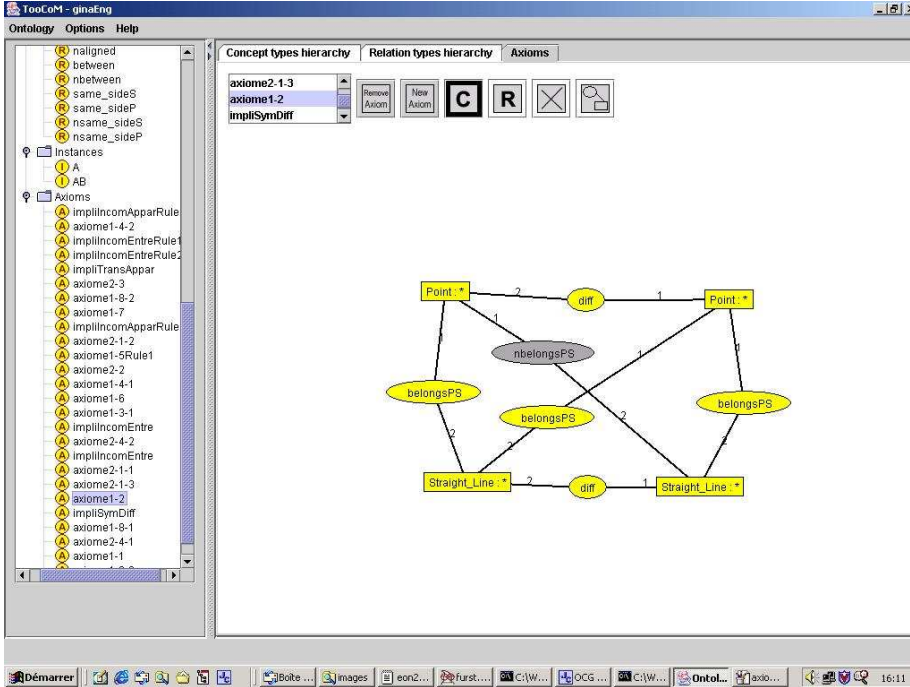 TooCoM - ginaEng
Ontology Options Help
naligned
between
nbetween
same_sideS
same_sideP
nsame_sideS
nsame_sideP
Instances
A
AB
Axioms
impliIncomApparRule
axiome1-4-2
impliIncomEntreRule1
impliIncomEntreRule2
impliTransAppar
axiome2-3
axiome1-8-2
axiome1-7
impliIncomApparRule
axiome2-1-2
axiome1-5Rule1
axiome2-2
axiome1-4-1
axiome1-6
axiome1-3-1
impliIncomEntre
axiome2-4-2
impliIncomEntre
axiome2-1-1
axiome2-1-3
axiome1-2
impliSymDiff
axiome1-8-1
axiome2-4-1
axiome1-1
Concept types hierarchy Relation types hierarchy Axioms
axiome2-1-3
axiome1-2
impliSymDiff
Remove Axiom
New Axiom
C R
Point : * 2 diff 1 Point : *
1 1 1 1
nbelongsPS
belongsPS belongsPS belongsPS
2 2 2 2
Straight_Line : * 2 diff 1 Straight_Line : *
Démarrer Boîte ... images eon2... furst.... C:\W... OCG ... C:\W... Ontol... axio... 16:11